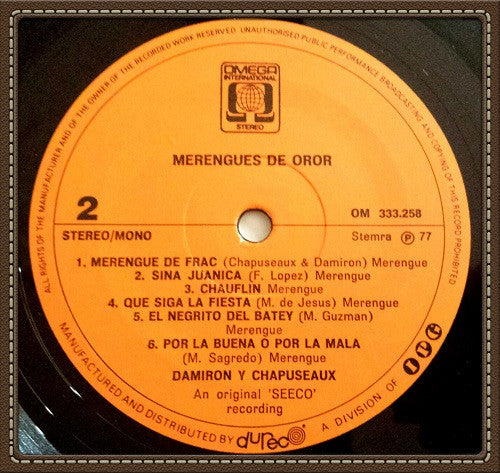 ALL RIGHTS OF THE MANUFACTURER AND OF THE OWNER OF THE RECORDED WORK RESERVED. UNAUTHORISED PUBLIC PERFORMANCE BROADCASTING AND COPYING OF THIS RECORD PROHIBITED
OMEGA
INTERNATIONAL
STEREO
MERENGUES DE OROR
2
OM 333.258
STEREO/MONO
Stemra Ⓟ 77
1. MERENGUE DE FRAC (Chapuseaux & Damiron) Merengue
2. SINA JUANICA (F. Lopez) Merengue
3. CHAUFLIN Merengue
4. QUE SIGA LA FIESTA (M. de Jesus) Merengue
5. EL NEGRITO DEL BATEY (M. Guzman)
Merengue
6. POR LA BUENA O POR LA MALA
(M. Sagredo) Merengue
DAMIRON Y CHAPUSEAUX
An original 'SEECO'
recording
MANUFACTURED AND DISTRIBUTED BY dureco A DIVISION OF